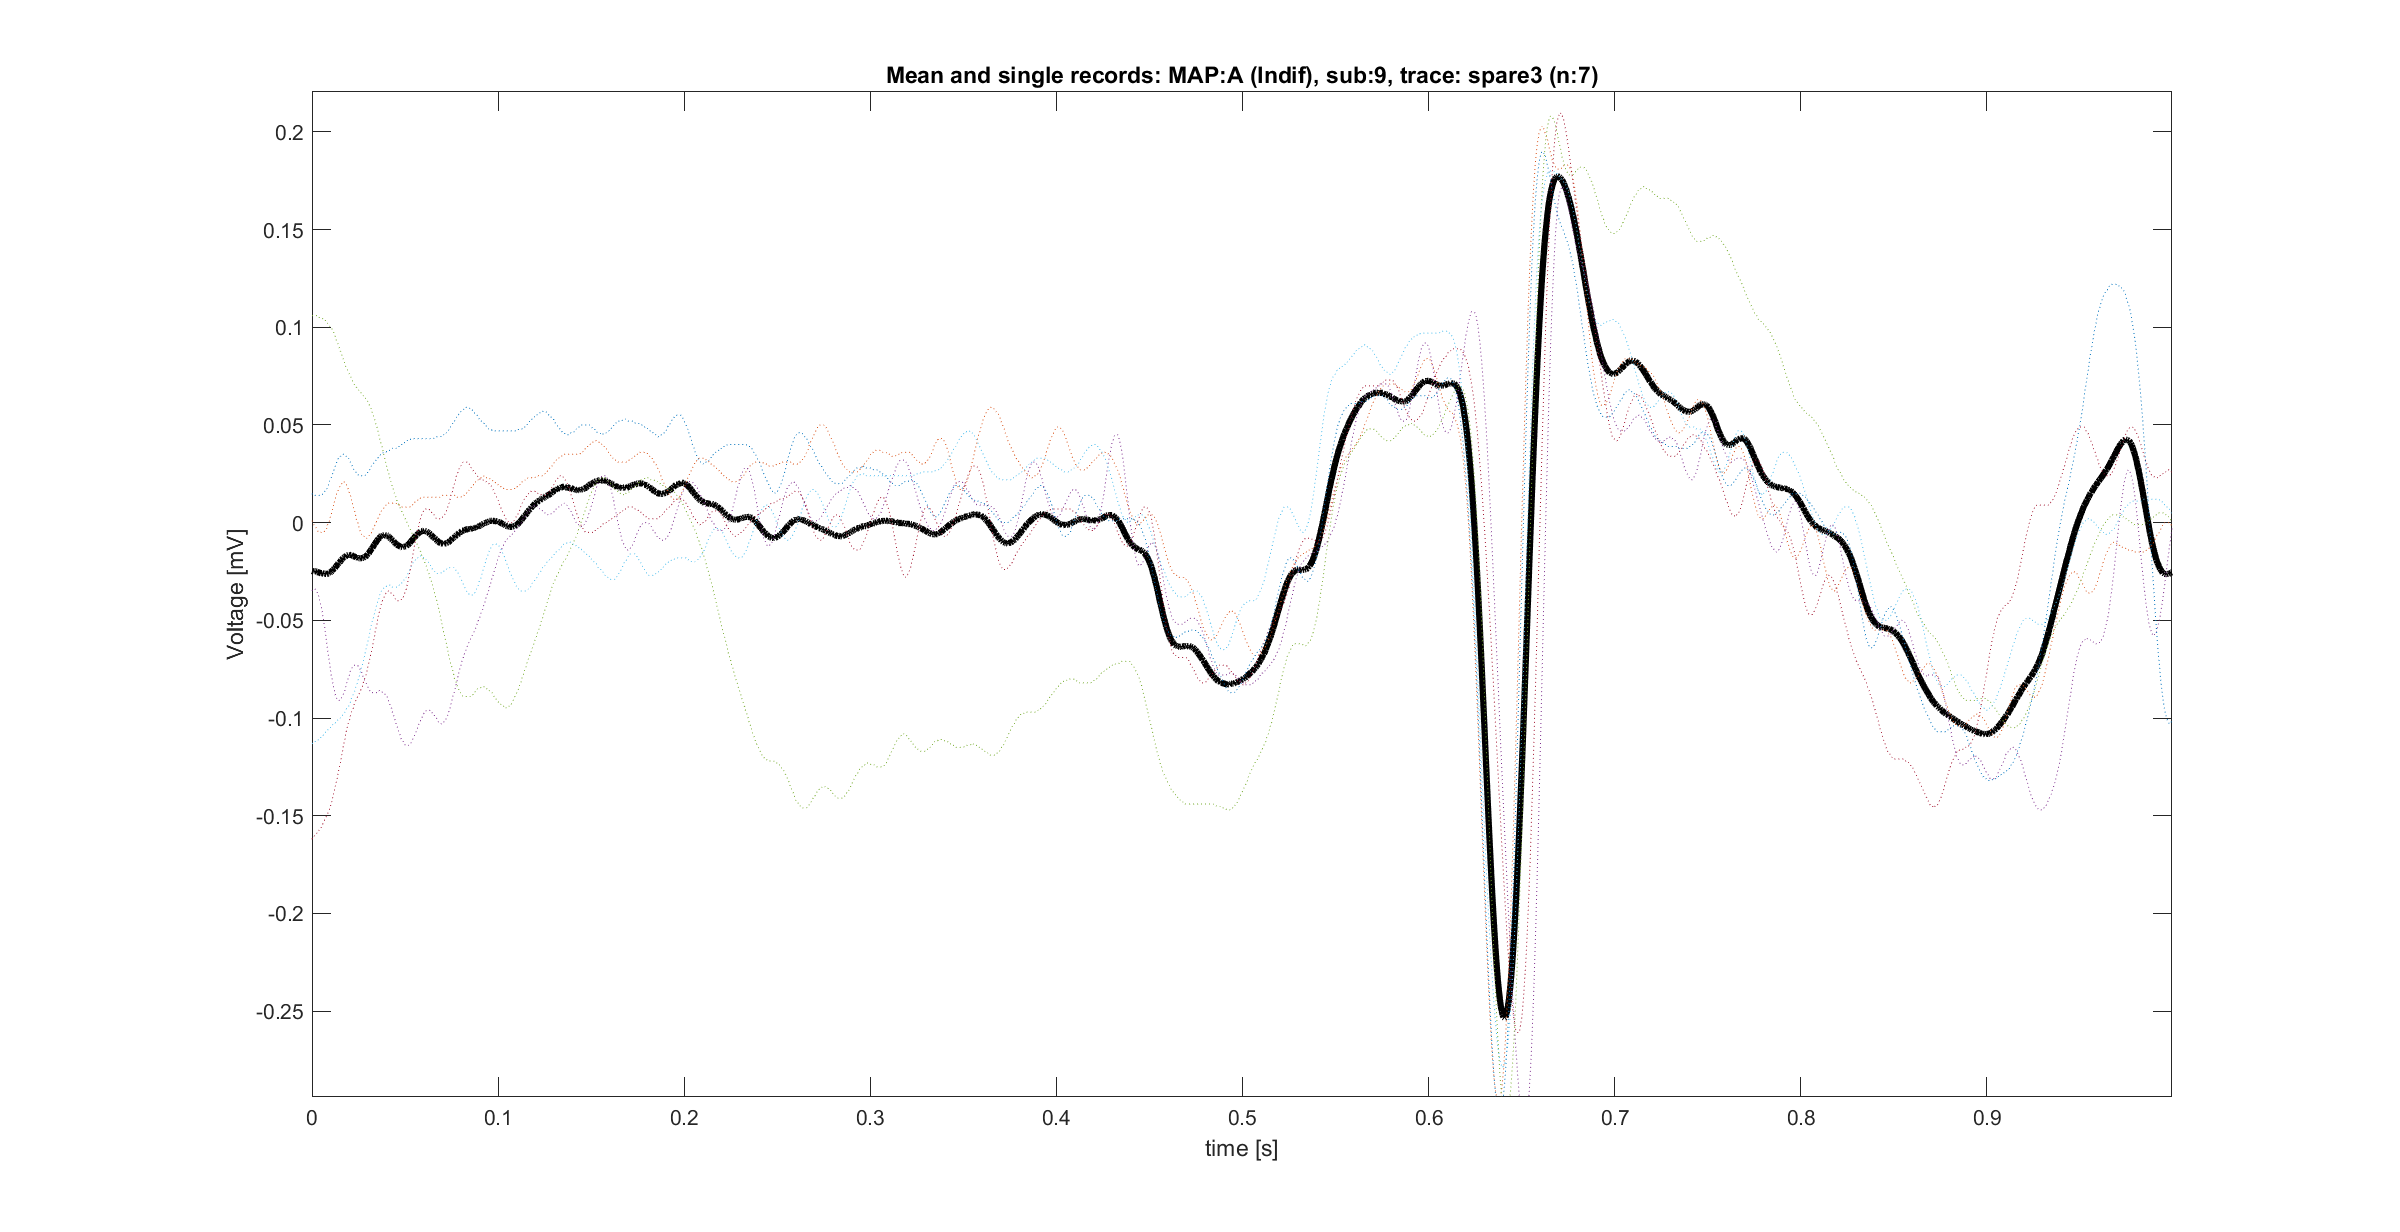 Mean and single records: MAP:A (Indif), sub:9, trace: spare3 (n:7)
0.2
0.15
0.1
0.05
0
-0.05
-0.1
-0.15
-0.2
-0.25
Voltage [mV]
0 0.1 0.2 0.3 0.4 0.5 0.6 0.7 0.8 0.9
time [s]